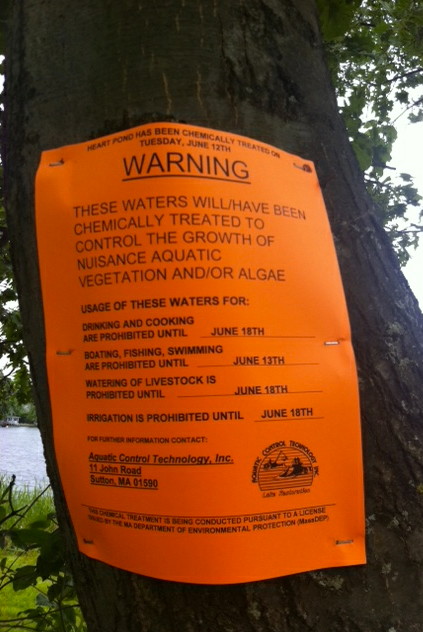 HEART POND HAS BEEN CHEMICALLY TREATED ON
TUESDAY, JUNE 12TH
WARNING
THESE WATERS WILL/HAVE BEEN
CHEMICALLY TREATED TO
CONTROL THE GROWTH OF
NUISANCE AQUATIC
VEGETATION AND/OR ALGAE
USAGE OF THESE WATERS FOR:
DRINKING AND COOKING
ARE PROHIBITED UNTIL JUNE 18TH
BOATING, FISHING, SWIMMING
ARE PROHIBITED UNTIL JUNE 13TH
WATERING OF LIVESTOCK IS
PROHIBITED UNTIL JUNE 18TH
IRRIGATION IS PROHIBITED UNTIL JUNE 18TH
FOR FURTHER INFORMATION CONTACT:
Aquatic Control Technology, Inc.
11 John Road
Sutton, MA 01590
AQUATIC CONTROL TECHNOLOGY
THIS CHEMICAL TREATMENT IS BEING CONDUCTED PURSUANT TO A LICENSE
ISSUED BY THE MA DEPARTMENT OF ENVIRONMENTAL PROTECTION (MassDEP)